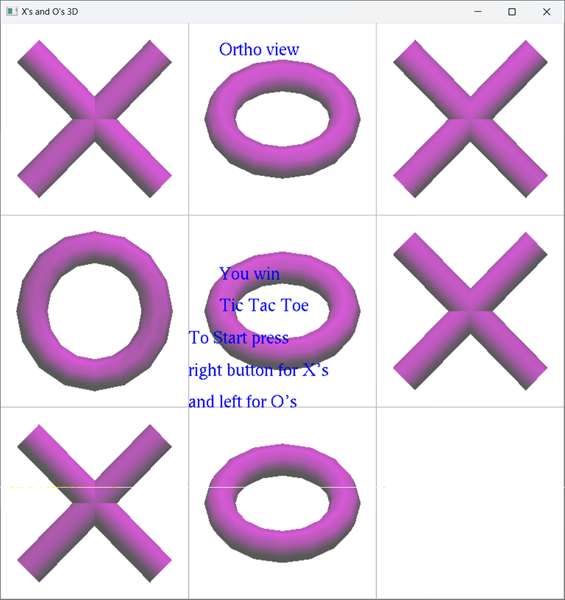 X's and O's 3D
Ortho view
You win
Tic Tac Toe
To Start press
right button for X's
and left for O's